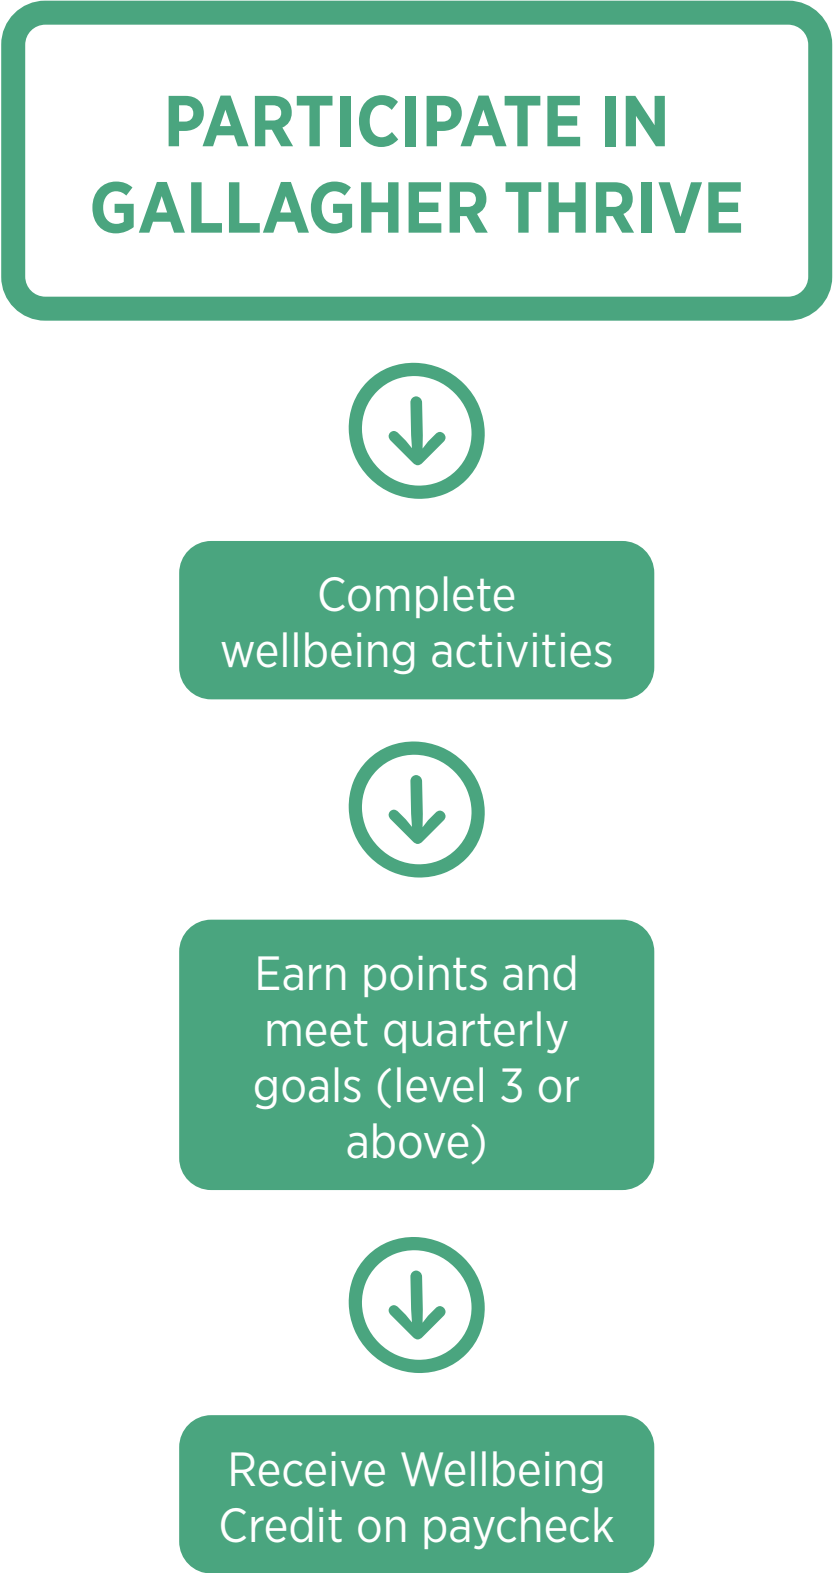 PARTICIPATE IN
GALLAGHER THRIVE
Complete
wellbeing activities
Earn points and
meet quarterly
goals (level 3 or
above)
Receive Wellbeing
Credit on paycheck